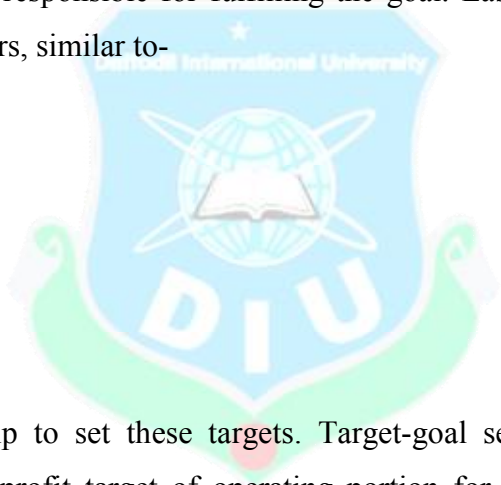 responsible for fulfilling the goal.
rs, similar to-
Daffodil International University
DIU
p to set these targets. Target-goal se
profit target of operating portion for